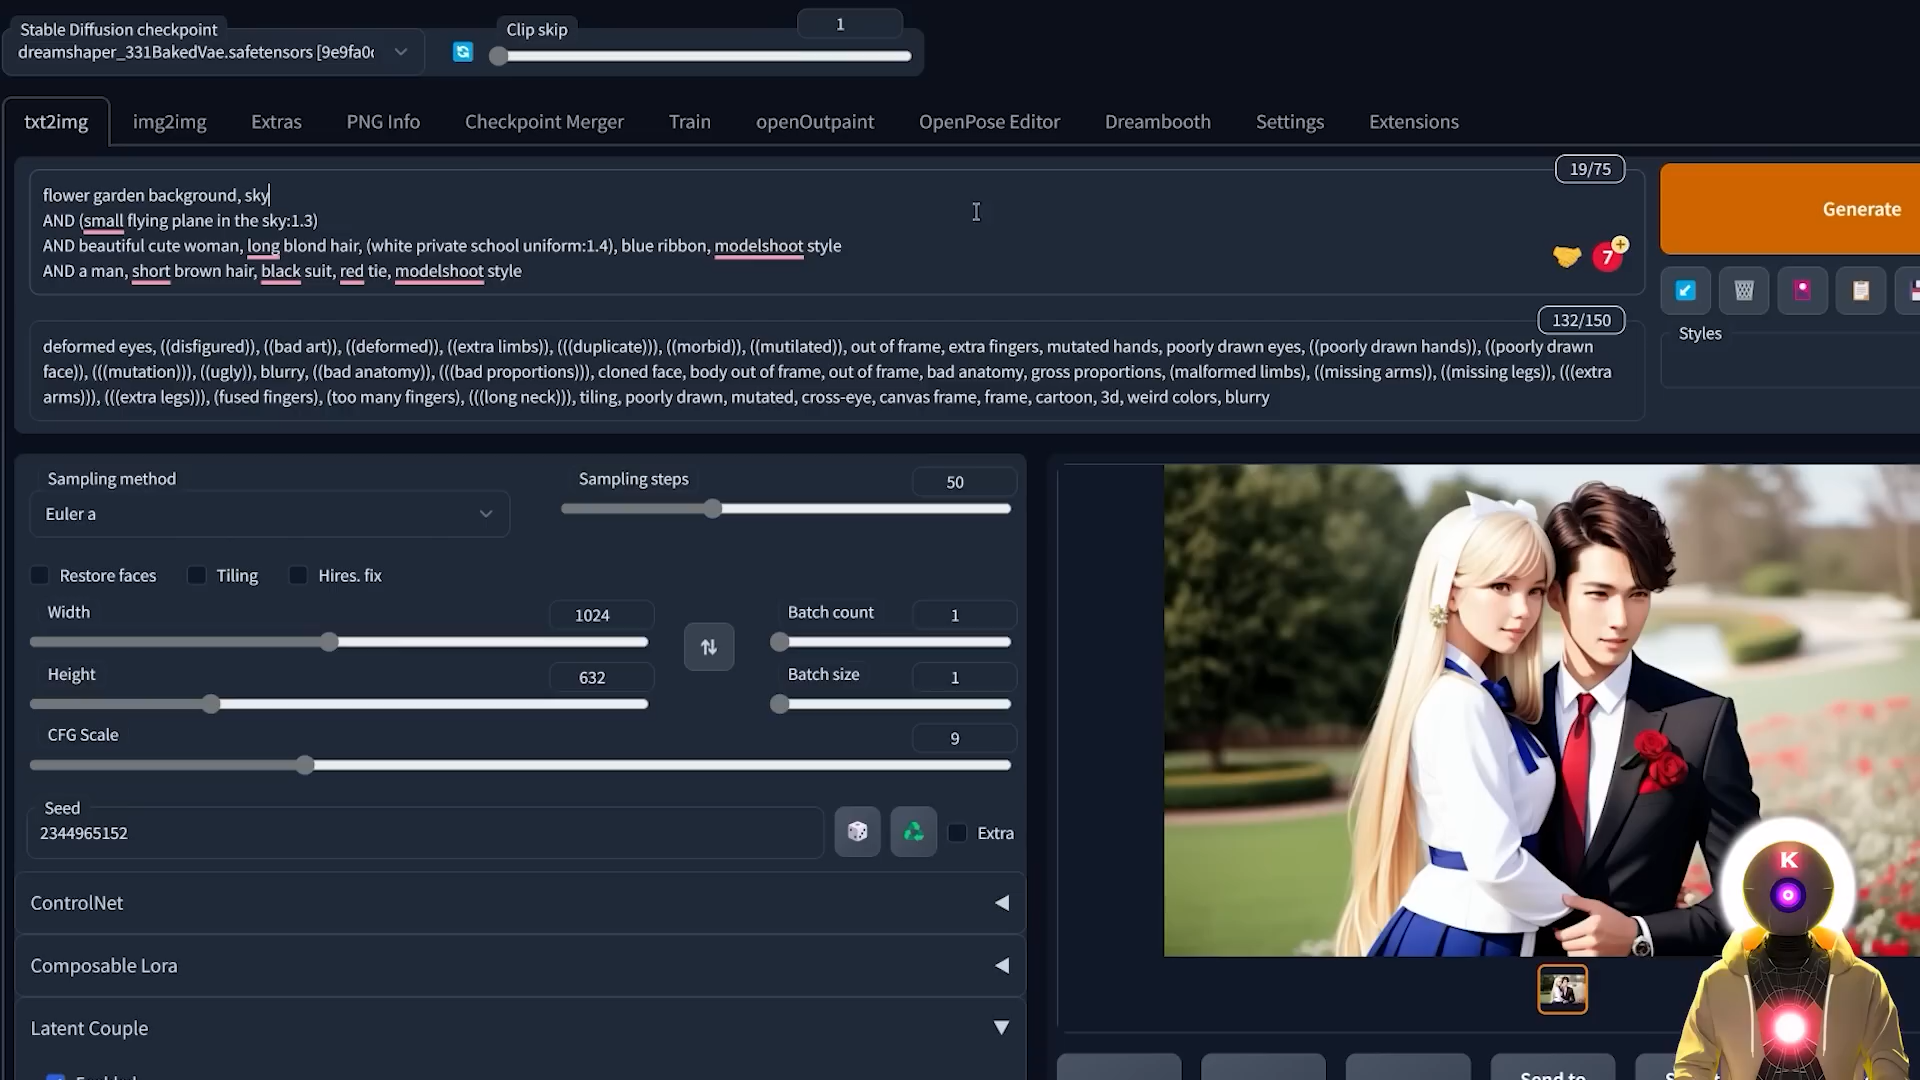 Stable Diffusion checkpoint
dreamshaper_331BakedVae.safetensors [9e9fa0
Clip skip
1
txt2img
img2img
Extras
PNG Info
Checkpoint Merger
Train
openOutpaint
OpenPose Editor
Dreambooth
Settings
Extensions
19/75
flower garden background, sky
AND (small flying plane in the sky:1.3)
AND beautiful cute woman, long blond hair, (white private school uniform:1.4), blue ribbon, modelshoot style
AND a man, short brown hair, black suit, red tie, modelshoot style
7
Generate
132/150
deformed eyes, ((disfigured)), ((bad art)), ((deformed)), ((extra limbs)), (((duplicate))), ((morbid)), ((mutilated)), out of frame, extra fingers, mutated hands, poorly drawn eyes, ((poorly drawn hands)), ((poorly drawn
face)), (((mutation))), ((ugly)), blurry, ((bad anatomy)), (((bad proportions))), cloned face, body out of frame, out of frame, bad anatomy, gross proportions, (malformed limbs), ((missing arms)), ((missing legs)), (((extra
arms))), (((extra legs))), (fused fingers), (too many fingers), (((long neck))), tiling, poorly drawn, mutated, cross-eye, canvas frame, frame, cartoon, 3d, weird colors, blurry
Styles
Sampling method
Euler a
Sampling steps
50
Restore faces
Tiling
Hires. fix
Width
1024
Batch count
1
Height
632
Batch size
1
CFG Scale
9
Seed
2344965152
Extra
ControlNet
Composable Lora
Latent Couple
Send to
K